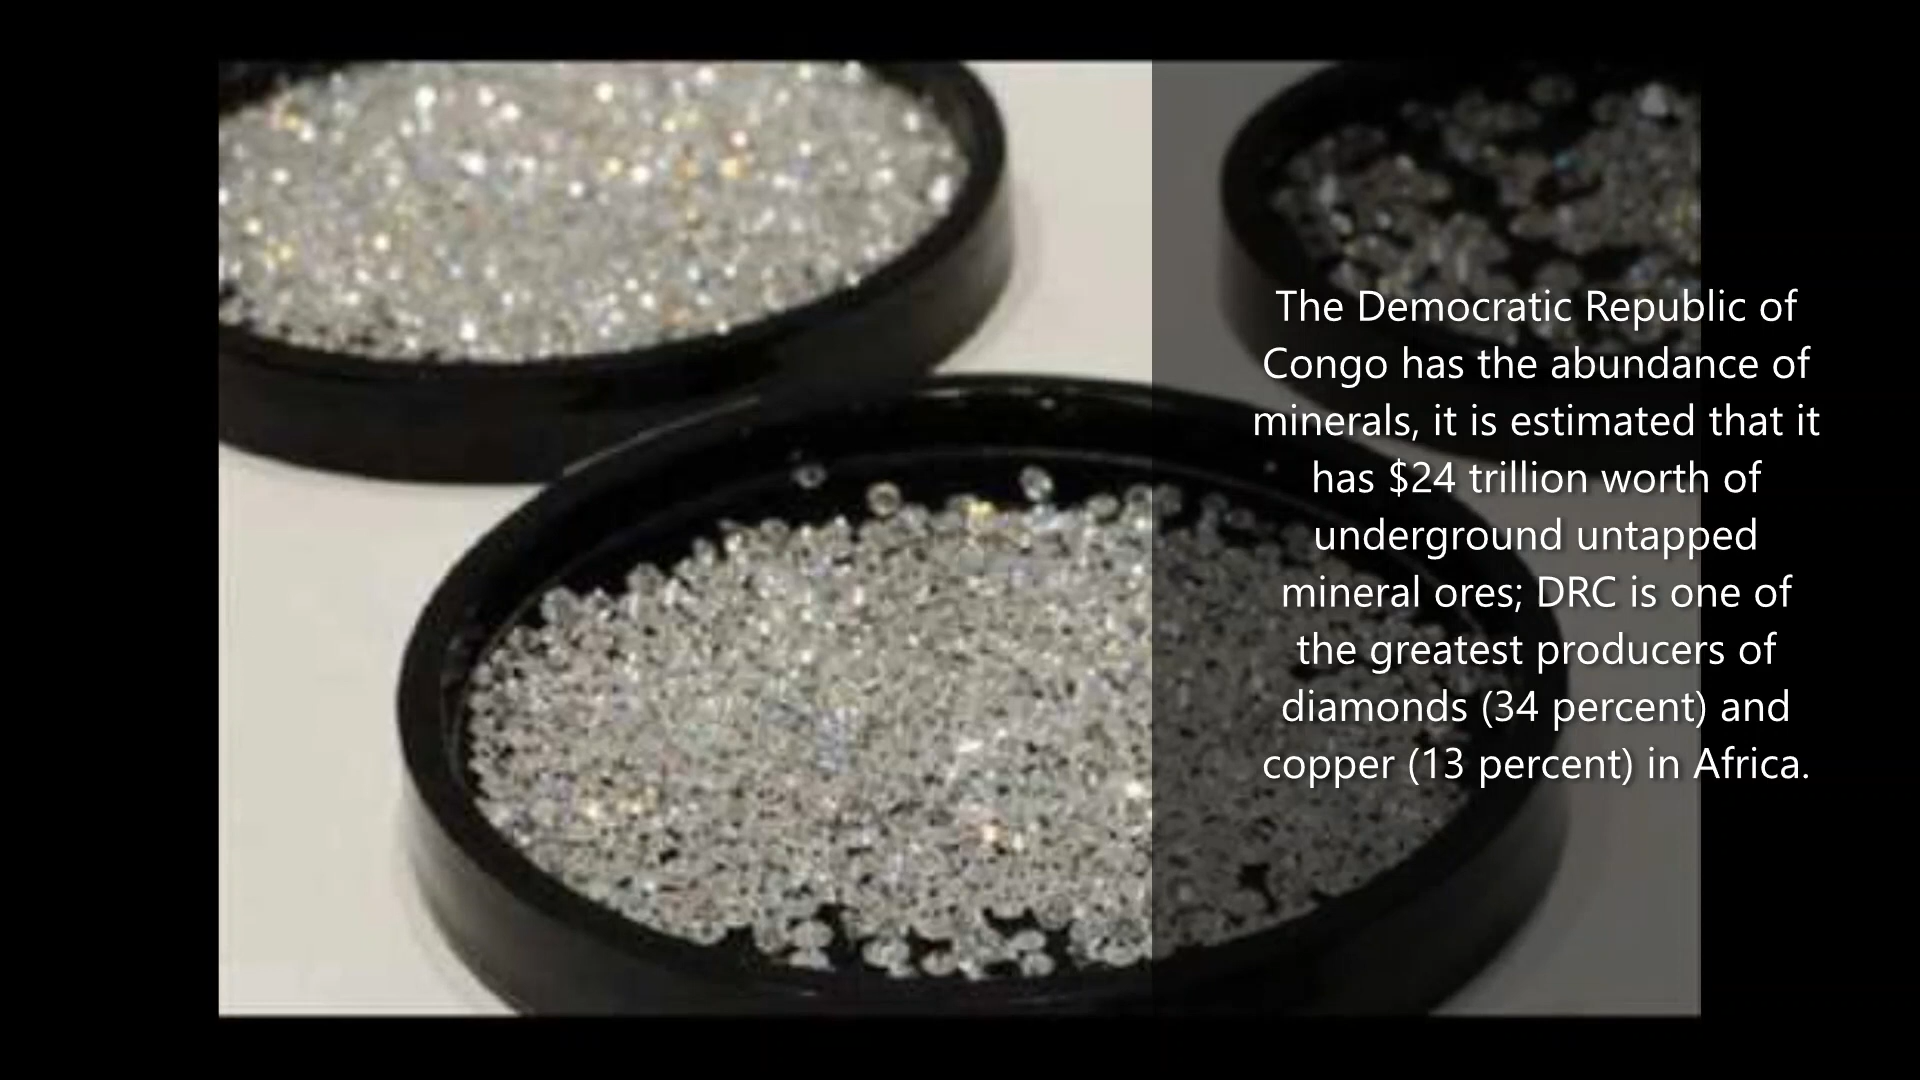 The Democratic Republic of
Congo has the abundance of
minerals, it is estimated that it
has $24 trillion worth of
underground untapped
mineral ores; DRC is one of
the greatest producers of
diamonds (34 percent) and
copper (13 percent) in Africa.